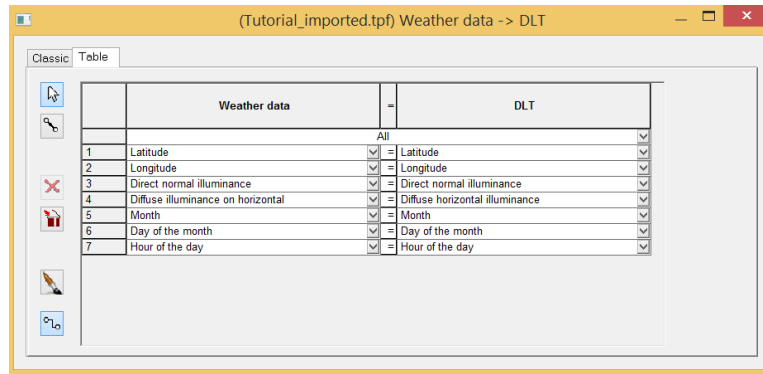 (Tutorial_imported.tpf) Weather data -> DLT
Classic Table
Weather data = DLT
All
1 Latitude = Latitude
2 Longitude = Longitude
3 Direct normal illuminance = Direct normal illuminance
4 Diffuse illuminance on horizontal = Diffuse horizontal illuminance
5 Month = Month
6 Day of the month = Day of the month
7 Hour of the day = Hour of the day